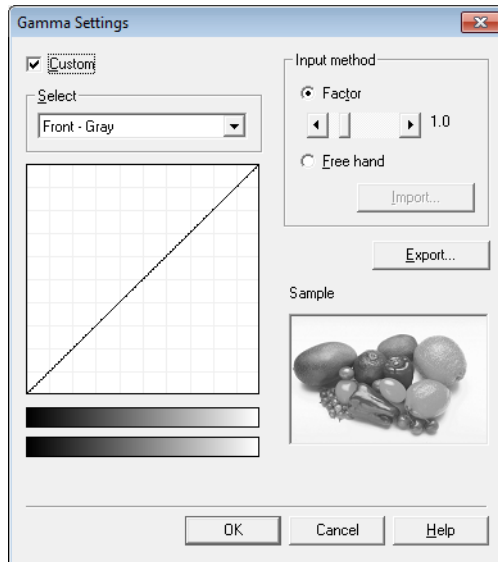 Gamma Settings
Custom
Select
Front - Gray
Input method
Factor
1.0
Free hand
Import...
Export...
Sample
OK
Cancel
Help